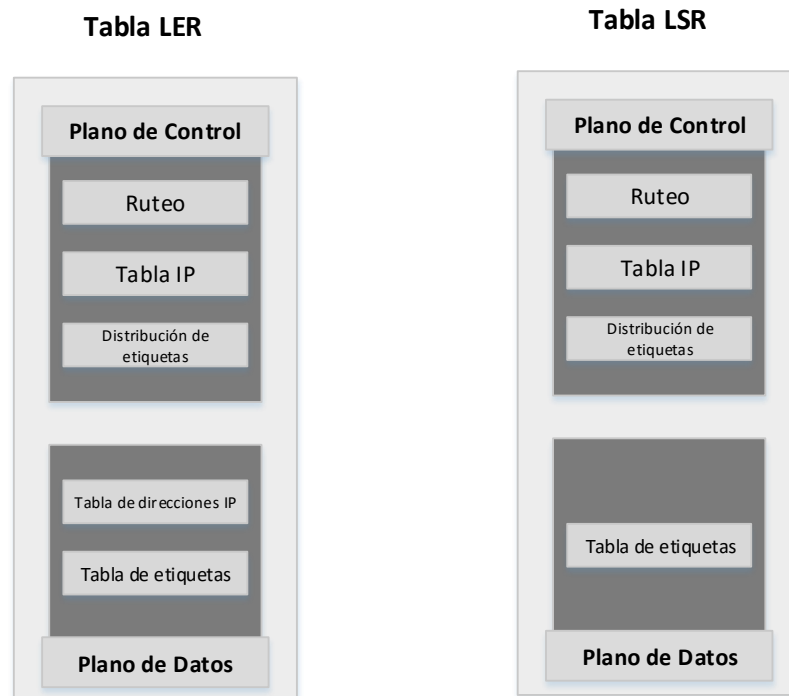 Tabla LER
Plano de Control
Ruteo
Tabla IP
Distribución de
etiquetas
Tabla de direcciones IP
Tabla de etiquetas
Plano de Datos
Tabla LSR
Plano de Control
Ruteo
Tabla IP
Distribución de
etiquetas
Tabla de etiquetas
Plano de Datos